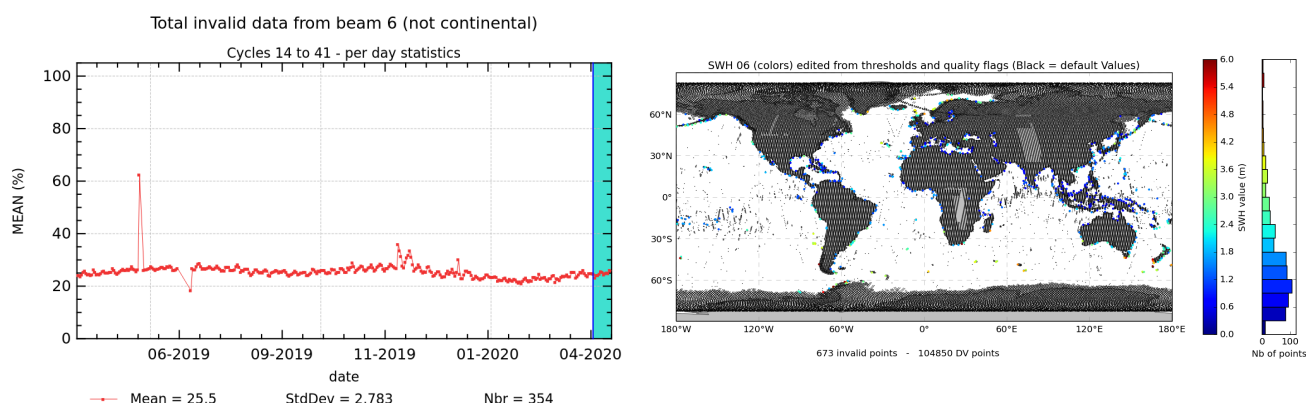 Total invalid data from beam 6 (not continental)
Cycles 14 to 41 - per day statistics
100
80
60
40
20
0
MEAN (%)
06-2019 09-2019 11-2019 01-2020 04-2020
date
Mean = 25.5 StdDev = 2.783 Nbr = 354
SWH 06 (colors) edited from thresholds and quality flags (Black = default Values)
60°N
30°N
0°
30°S
60°S
180°W 120°W 60°W 0° 60°E 120°E 180°E
673 invalid points - 104850 DV points
6.0
5.4
4.8
4.2
3.6
3.0
2.4
1.8
1.2
0.6
0.0
SWH value (m)
0 100
Nb of points